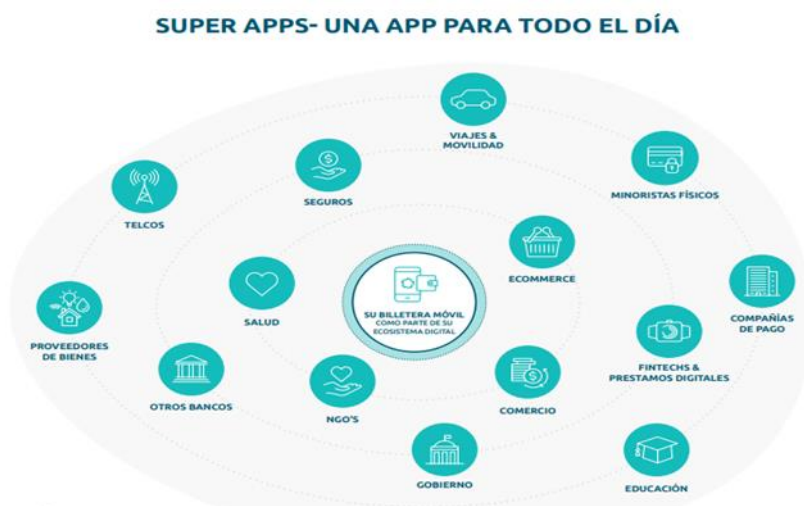 SUPER APPS- UNA APP PARA TODO EL DÍA
VIAJES &
MOVILIDAD
SEGUROS
MINORISTAS FÍSICOS
TELCOS
ECOMMERCE
SU BILLETERA MÓVIL
COMO PARTE DE SU
ECOSISTEMA DIGITAL
SALUD
COMPAÑÍAS
DE PAGO
PROVEEDORES
DE BIENES
FINTECHS &
PRESTAMOS DIGITALES
OTROS BANCOS
NGO'S
COMERCIO
GOBIERNO
EDUCACIÓN